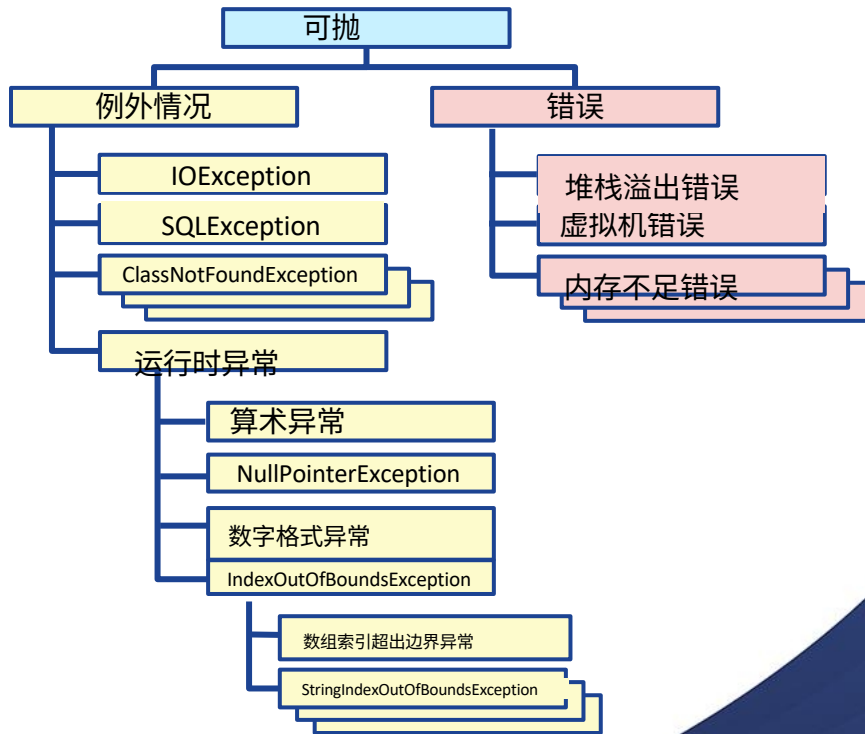 可抛
例外情况
错误
IOException
SQLException
ClassNotFoundException
运行时异常
算术异常
NullPointerException
数字格式异常
IndexOutOfBoundsException
数组索引超出边界异常
StringIndexOutOfBoundsException
堆栈溢出错误
虚拟机错误
内存不足错误